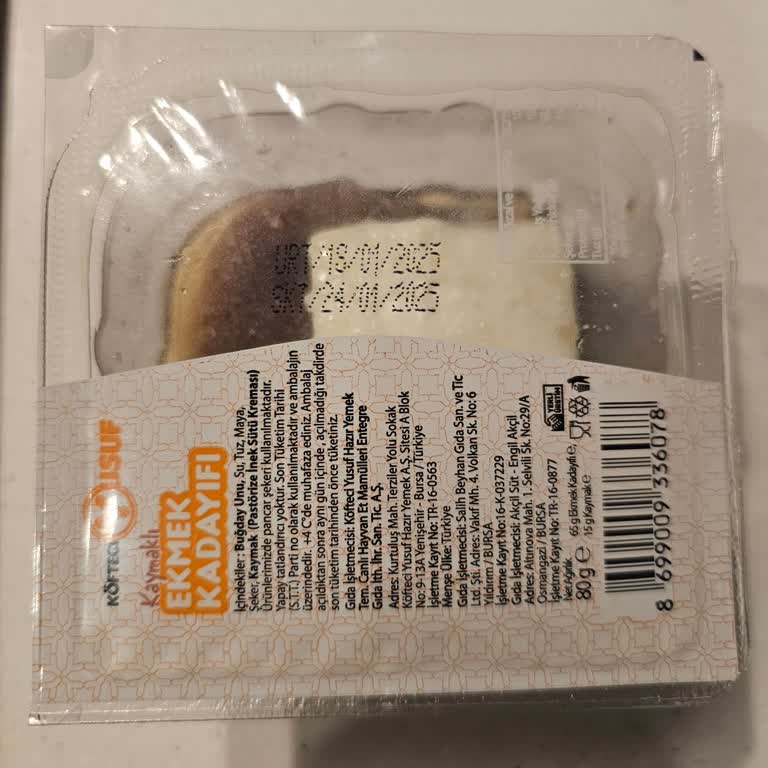 ÜRT/18/01/2025
SKT/24/01/2025
KÖFTECİ YUSUF
Kaymaklı
EKMEK
KADAYIFI
İçindekiler: Buğday Unu, Su, Tuz, Maya,
Şeker, Kaymak (Pastörize İnek Sütü Kreması)
Ürünlerimizde pancar şekeri kullanılmaktadır.
Yapay tatlandırıcı yoktur. Son Tüketim Tarihi
(S.T.T.) Parti no olarak kullanılmaktadır ve ambalajın
üzerindedir. +4 C°de muhafaza ediniz. Ambalaj
açıldıktan sonra aynı gün içinde, açılmadığı takdirde
son tüketim tarihinden önce tüketiniz.
Gıda İşletmecisi: Köfteci Yusuf Hazır Yemek
Tem. Canlı Hayvan Et Mamülleri Entegre
Gıda İth. İhr. San. Tic. A.Ş.
Adres: Kurtuluş Mah. Terziler Yolu Sokak
Köfteci Yusuf Hazır Yemek A.Ş. Sitesi A Blok
No: 9-13A Yenişehir - Bursa / Türkiye
İşletme Kayıt No: TR-16-0563
Menşe Ülke: Türkiye
Gıda İşletmecisi: Salih Beyhan Gıda San. ve Tic
Ltd. Şti. Adres: Vakıf Mh. 4. Volkan Sk. No: 6
Yıldırım / BURSA
İşletme Kayıt No:16-K-037229
Gıda İşletmecisi: Akçil Süt - Engil Akçil
Adres: Altınova Mah. 1. Selvili Sk. No:29/A
Osmangazi / BURSA
İşletme Kayıt No: TR-16-0877
Net Ağırlık
80 g e
65 g Ekmek Kadayıfı e,
15 g Kaymak e
YERLİ
ÜRETİM
8 699009 336078